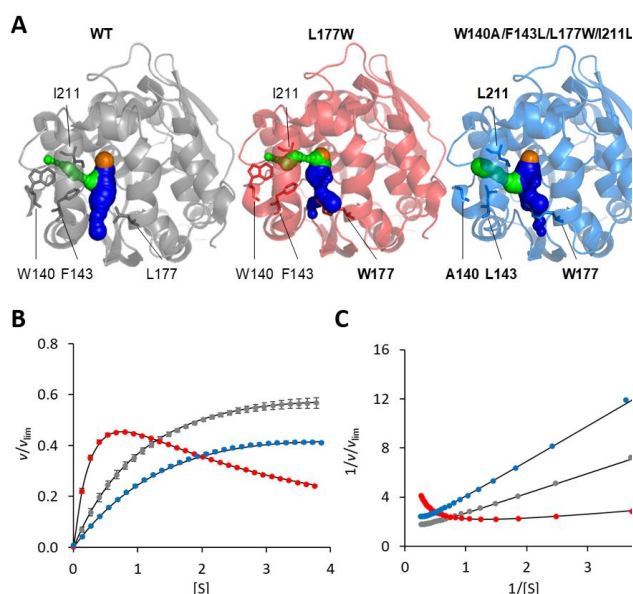 A
WT
L177W
W140A/F143L/L177W/I211L
I211
I211
L211
W140 F143
L177
W140 F143
W177
A140 L143
W177
B
C
0.8
0.6
0.4
0.2
0.0
v/vlim
0 1 2 3 4
[S]
16
12
8
4
0
1/v/vlim
0 1 2 3
1/[S]